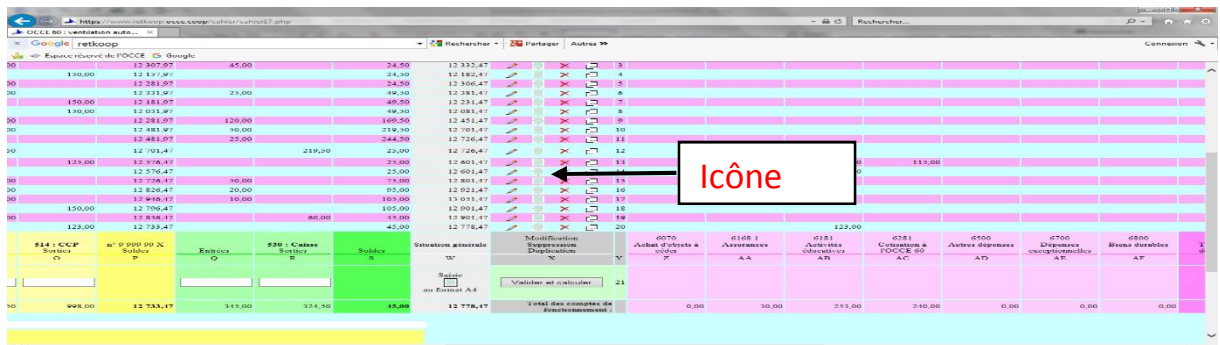 https://www.retkoop.occe.coop/cahier/cahier27.php Rechercher...
OCCE 60 : ventilation auto...
Google retkoop Rechercher Partager Autres >> Connexion
Espace réservé de l'OCCE Google
12 307,97 45,00 24,50 12 332,47 3
150,00 12 157,97 24,50 12 182,47 4
12 281,97 24,50 12 306,47 5
12 331,97 25,00 49,50 12 381,47 6
150,00 12 181,97 49,50 12 231,47 7
150,00 12 031,97 49,50 12 081,47 8
12 281,97 120,00 169,50 12 451,47 9
12 481,97 50,00 219,50 12 701,47 10
12 481,97 25,00 244,50 12 726,47 11
12 701,47 219,50 25,00 12 726,47 12
125,00 12 576,47 25,00 12 601,47 13 115,00
12 576,47 25,00 12 601,47 14
12 726,47 50,00 75,00 12 801,47 15
12 826,47 20,00 95,00 12 921,47 16
12 946,47 10,00 105,00 13 051,47 17
150,00 12 796,47 105,00 12 901,47 18
12 856,47 60,00 45,00 12 901,47 19
123,00 12 733,47 45,00 12 778,47 20 123,00
Icône
514 : CCP Sorties n° 9 999 99 X Soldes Entrées 530 : Caisse Sorties Soldes Situation générale Modification Suppression Duplication 6070 Achat d'objets à céder 6168 1 Assurances 6181 Activités éducatives 6281 Cotisation à l'OCCE 60 6500 Autres dépenses 6700 Dépenses exceptionnelles 6800 Biens durables
O P Q R S W X Y Z AA AB AC AD AE AF
Saisie au format A4 Valider et calculer 21
998,00 12 733,47 345,00 324,50 45,00 12 778,47 Total des comptes de fonctionnement : 0,00 30,00 253,00 240,00 0,00 0,00 0,00